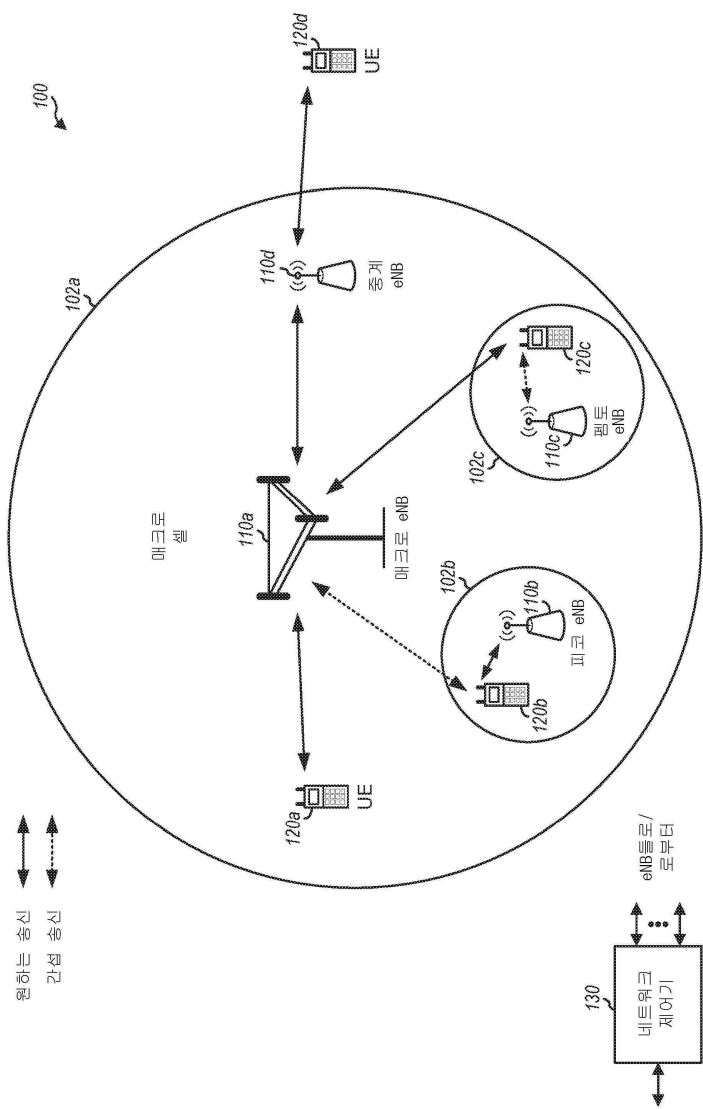 100
102a
매크로
셀
110a
매크로 eNB
110d
중계
eNB
120d
UE
120a
UE
102b
110b
피코 eNB
120b
102c
110c
펨토
eNB
120c
원하는 송신
간섭 송신
130
네트워크
제어기
eNB들로/
로부터